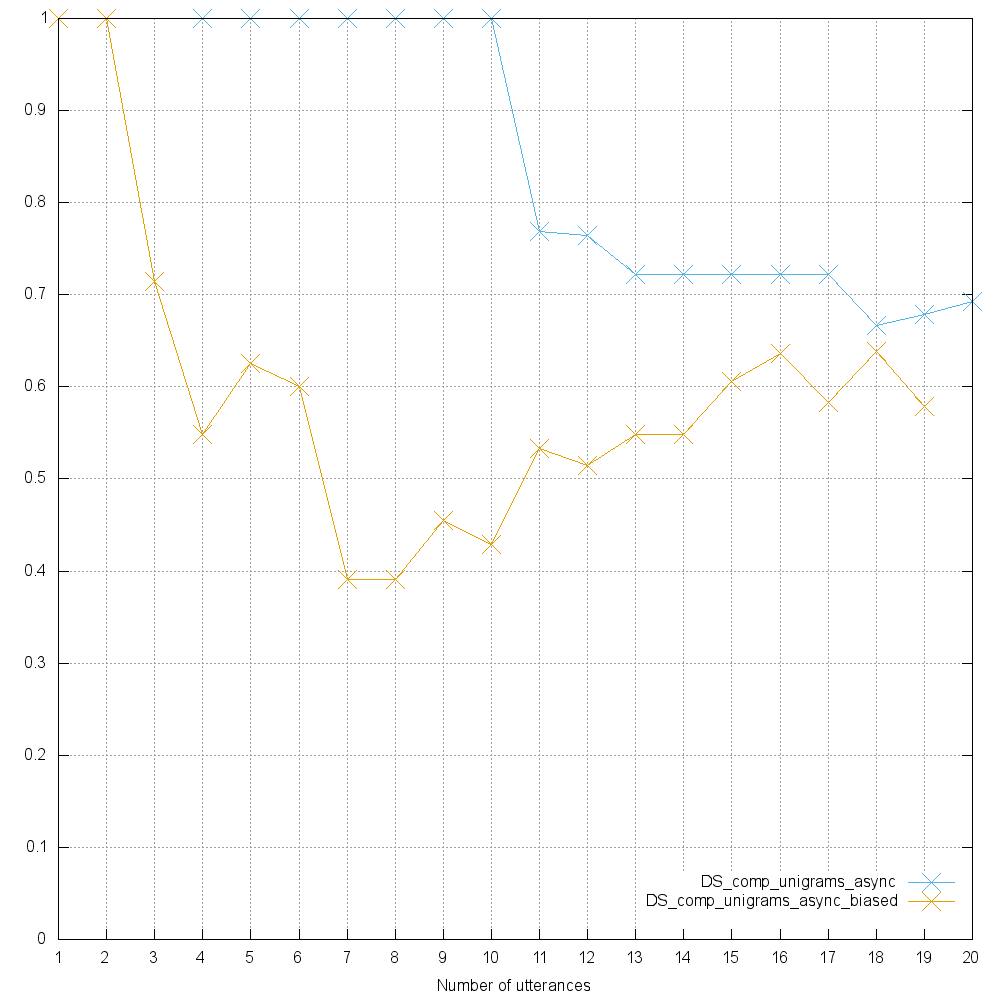 1
0.9
0.8
0.7
0.6
0.5
0.4
0.3
0.2
0.1
0
DS_comp_unigrams_async
DS_comp_unigrams_async_biased
1 2 3 4 5 6 7 8 9 10 11 12 13 14 15 16 17 18 19 20
Number of utterances